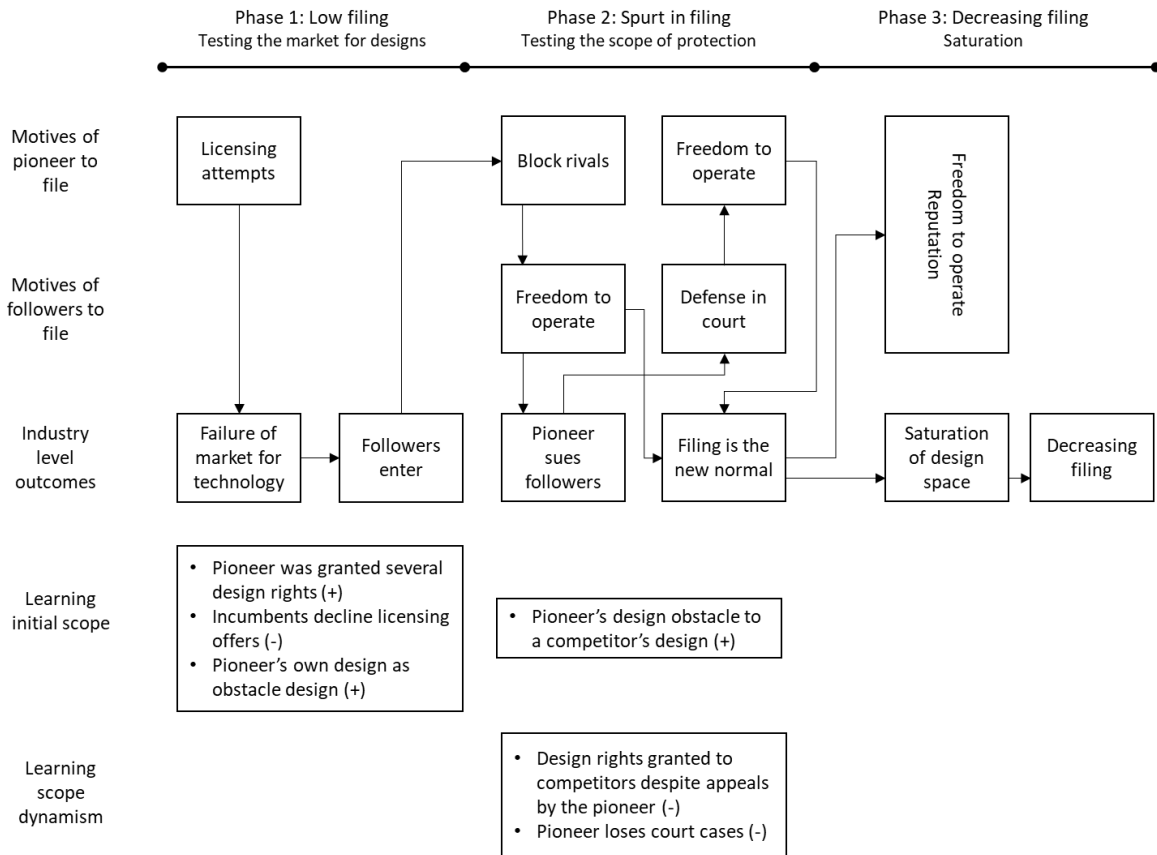 Phase 1: Low filing
Testing the market for designs
Phase 2: Spurt in filing
Testing the scope of protection
Phase 3: Decreasing filing
Saturation
Motives of
pioneer to
file
Licensing
attempts
Block rivals
Freedom to
operate
Freedom to operate
Reputation
Motives of
followers to
file
Freedom to
operate
Defense in
court
Industry
level
outcomes
Failure of
market for
technology
Followers
enter
Pioneer
sues
followers
Filing is the
new normal
Saturation
of design
space
Decreasing
filing
Learning
initial scope
• Pioneer was granted several
design rights (+)
• Incumbents decline licensing
offers (-)
• Pioneer's own design as
obstacle design (+)
• Pioneer's design obstacle to
a competitor's design (+)
Learning
scope
dynamism
• Design rights granted to
competitors despite appeals
by the pioneer (-)
• Pioneer loses court cases (-)